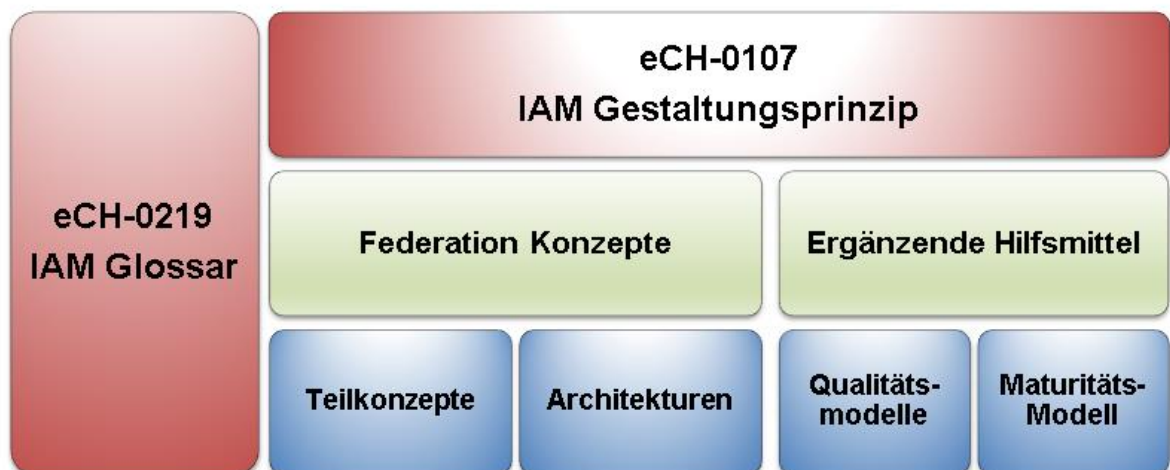 eCH-0219
IAM Glossar
eCH-0107
IAM Gestaltungsprinzip
Federation Konzepte
Ergänzende Hilfsmittel
Teilkonzepte
Architekturen
Qualitäts-
modelle
Maturitäts-
Modell